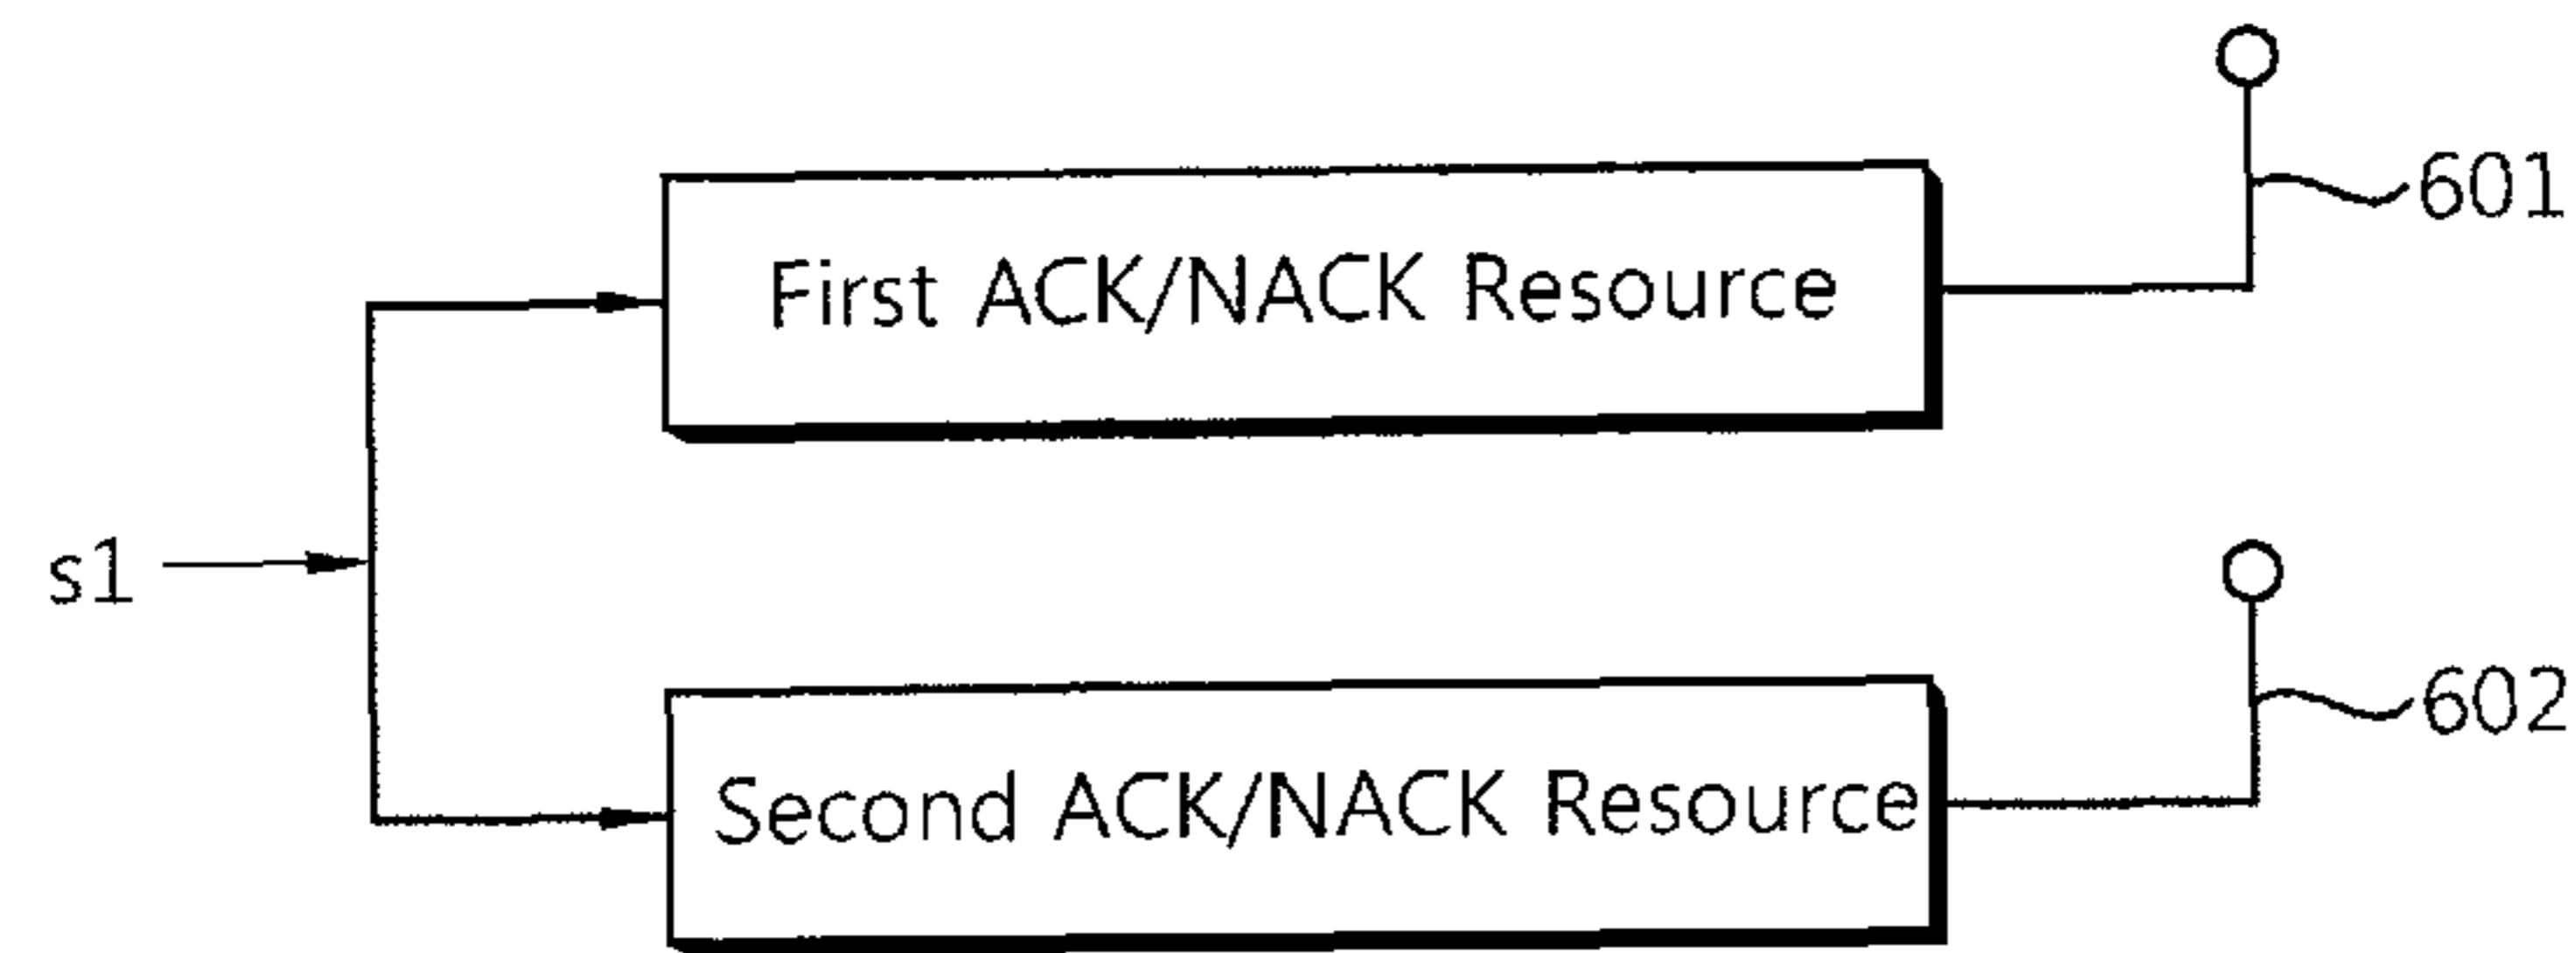 601
First ACK/NACK Resource
s1
602
Second ACK/NACK Resource